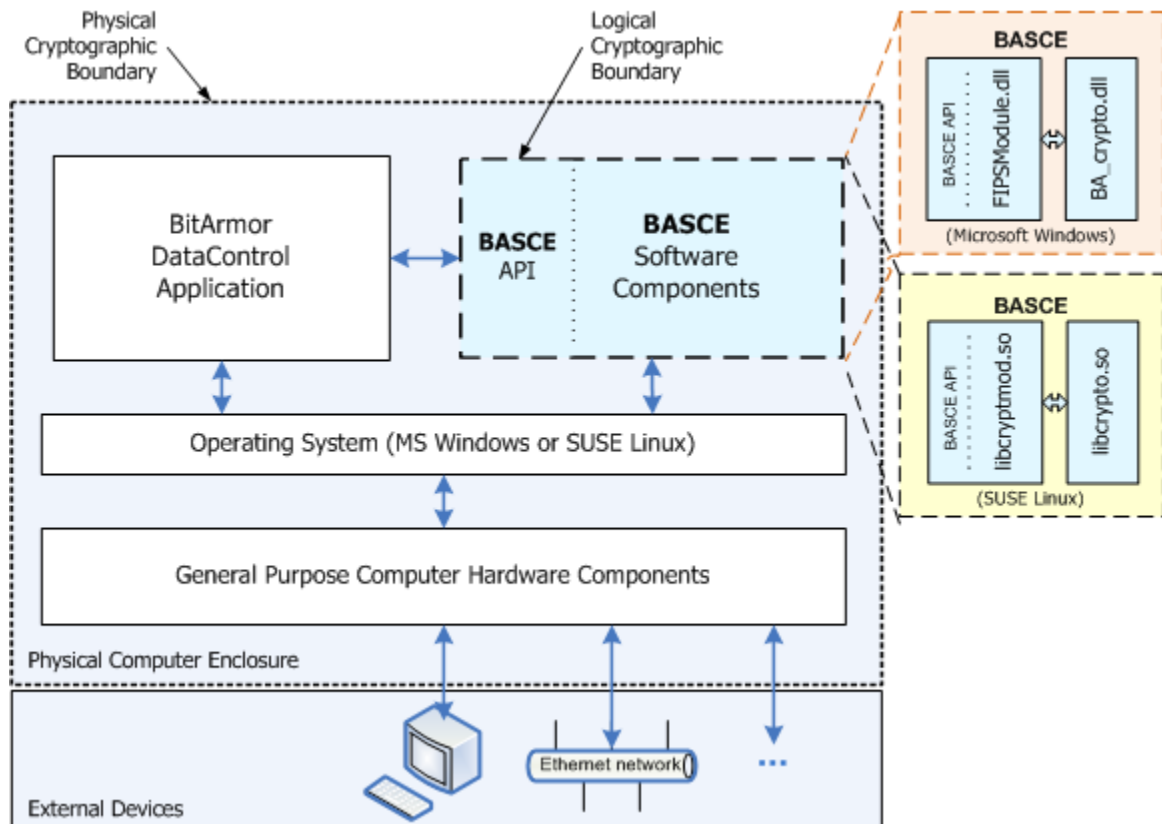 Physical
Cryptographic
Boundary
Logical
Cryptographic
Boundary
BitArmor
DataControl
Application
BASCE
API
BASCE
Software
Components
Operating System (MS Windows or SUSE Linux)
General Purpose Computer Hardware Components
Physical Computer Enclosure
Ethernet network
...
External Devices
BASCE
BASCE API
FIPSModule.dll
BA_crypto.dll
(Microsoft Windows)
BASCE
BASCE API
libcryptmod.so
libcrypto.so
(SUSE Linux)